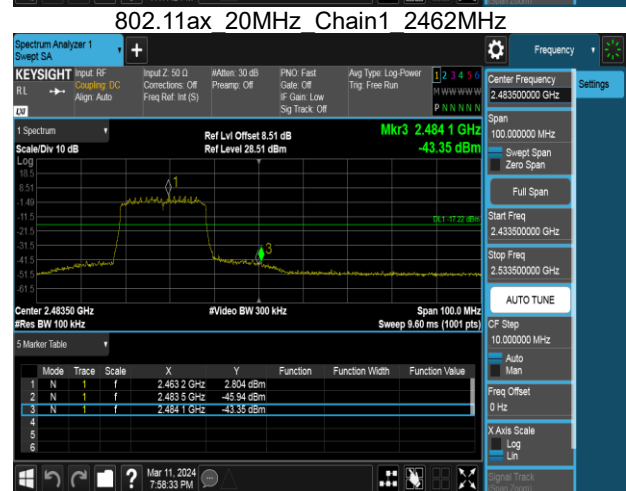 802.11ax_20MHz_Chain1_2462MHz
Spectrum Analyzer 1
Swept SA
Frequency
KEYSIGHT
Input: RF
Coupling: DC
Align: Auto
Input Z: 50 Ω
Corrections: Off
Freq Ref: Int (S)
#Atten: 30 dB
Preamp: Off
PNO: Fast
Gate: Off
IF Gain: Low
Sig Track: Off
Avg Type: Log-Power
Trig: Free Run
1 2 3 4 5 6
M W W W W W
P N N N N N
RL
LXI
Center Frequency
2.483500000 GHz
Settings
Span
100.000000 MHz
Swept Span
Zero Span
Full Span
Start Freq
2.433500000 GHz
Stop Freq
2.533500000 GHz
AUTO TUNE
CF Step
10.000000 MHz
Auto
Man
Freq Offset
0 Hz
X Axis Scale
Log
Lin
Signal Track
(Span Zoom)
1 Spectrum
Scale/Div 10 dB
Ref Lvl Offset 8.51 dB
Ref Level 28.51 dBm
Mkr3 2.484 1 GHz
-43.35 dBm
Log
18.5
8.51
-1.49
-11.5
-21.5
-31.5
-41.5
-51.5
-61.5
1
3
DL1 -17.22 dBm
Center 2.48350 GHz
#Video BW 300 kHz
Span 100.0 MHz
#Res BW 100 kHz
Sweep 9.60 ms (1001 pts)
5 Marker Table
Mode Trace Scale X Y Function Function Width Function Value
1 N 1 f 2.463 2 GHz 2.804 dBm
2 N 1 f 2.483 5 GHz -45.94 dBm
3 N 1 f 2.484 1 GHz -43.35 dBm
4
5
6
?
Mar 11, 2024
7:58:33 PM